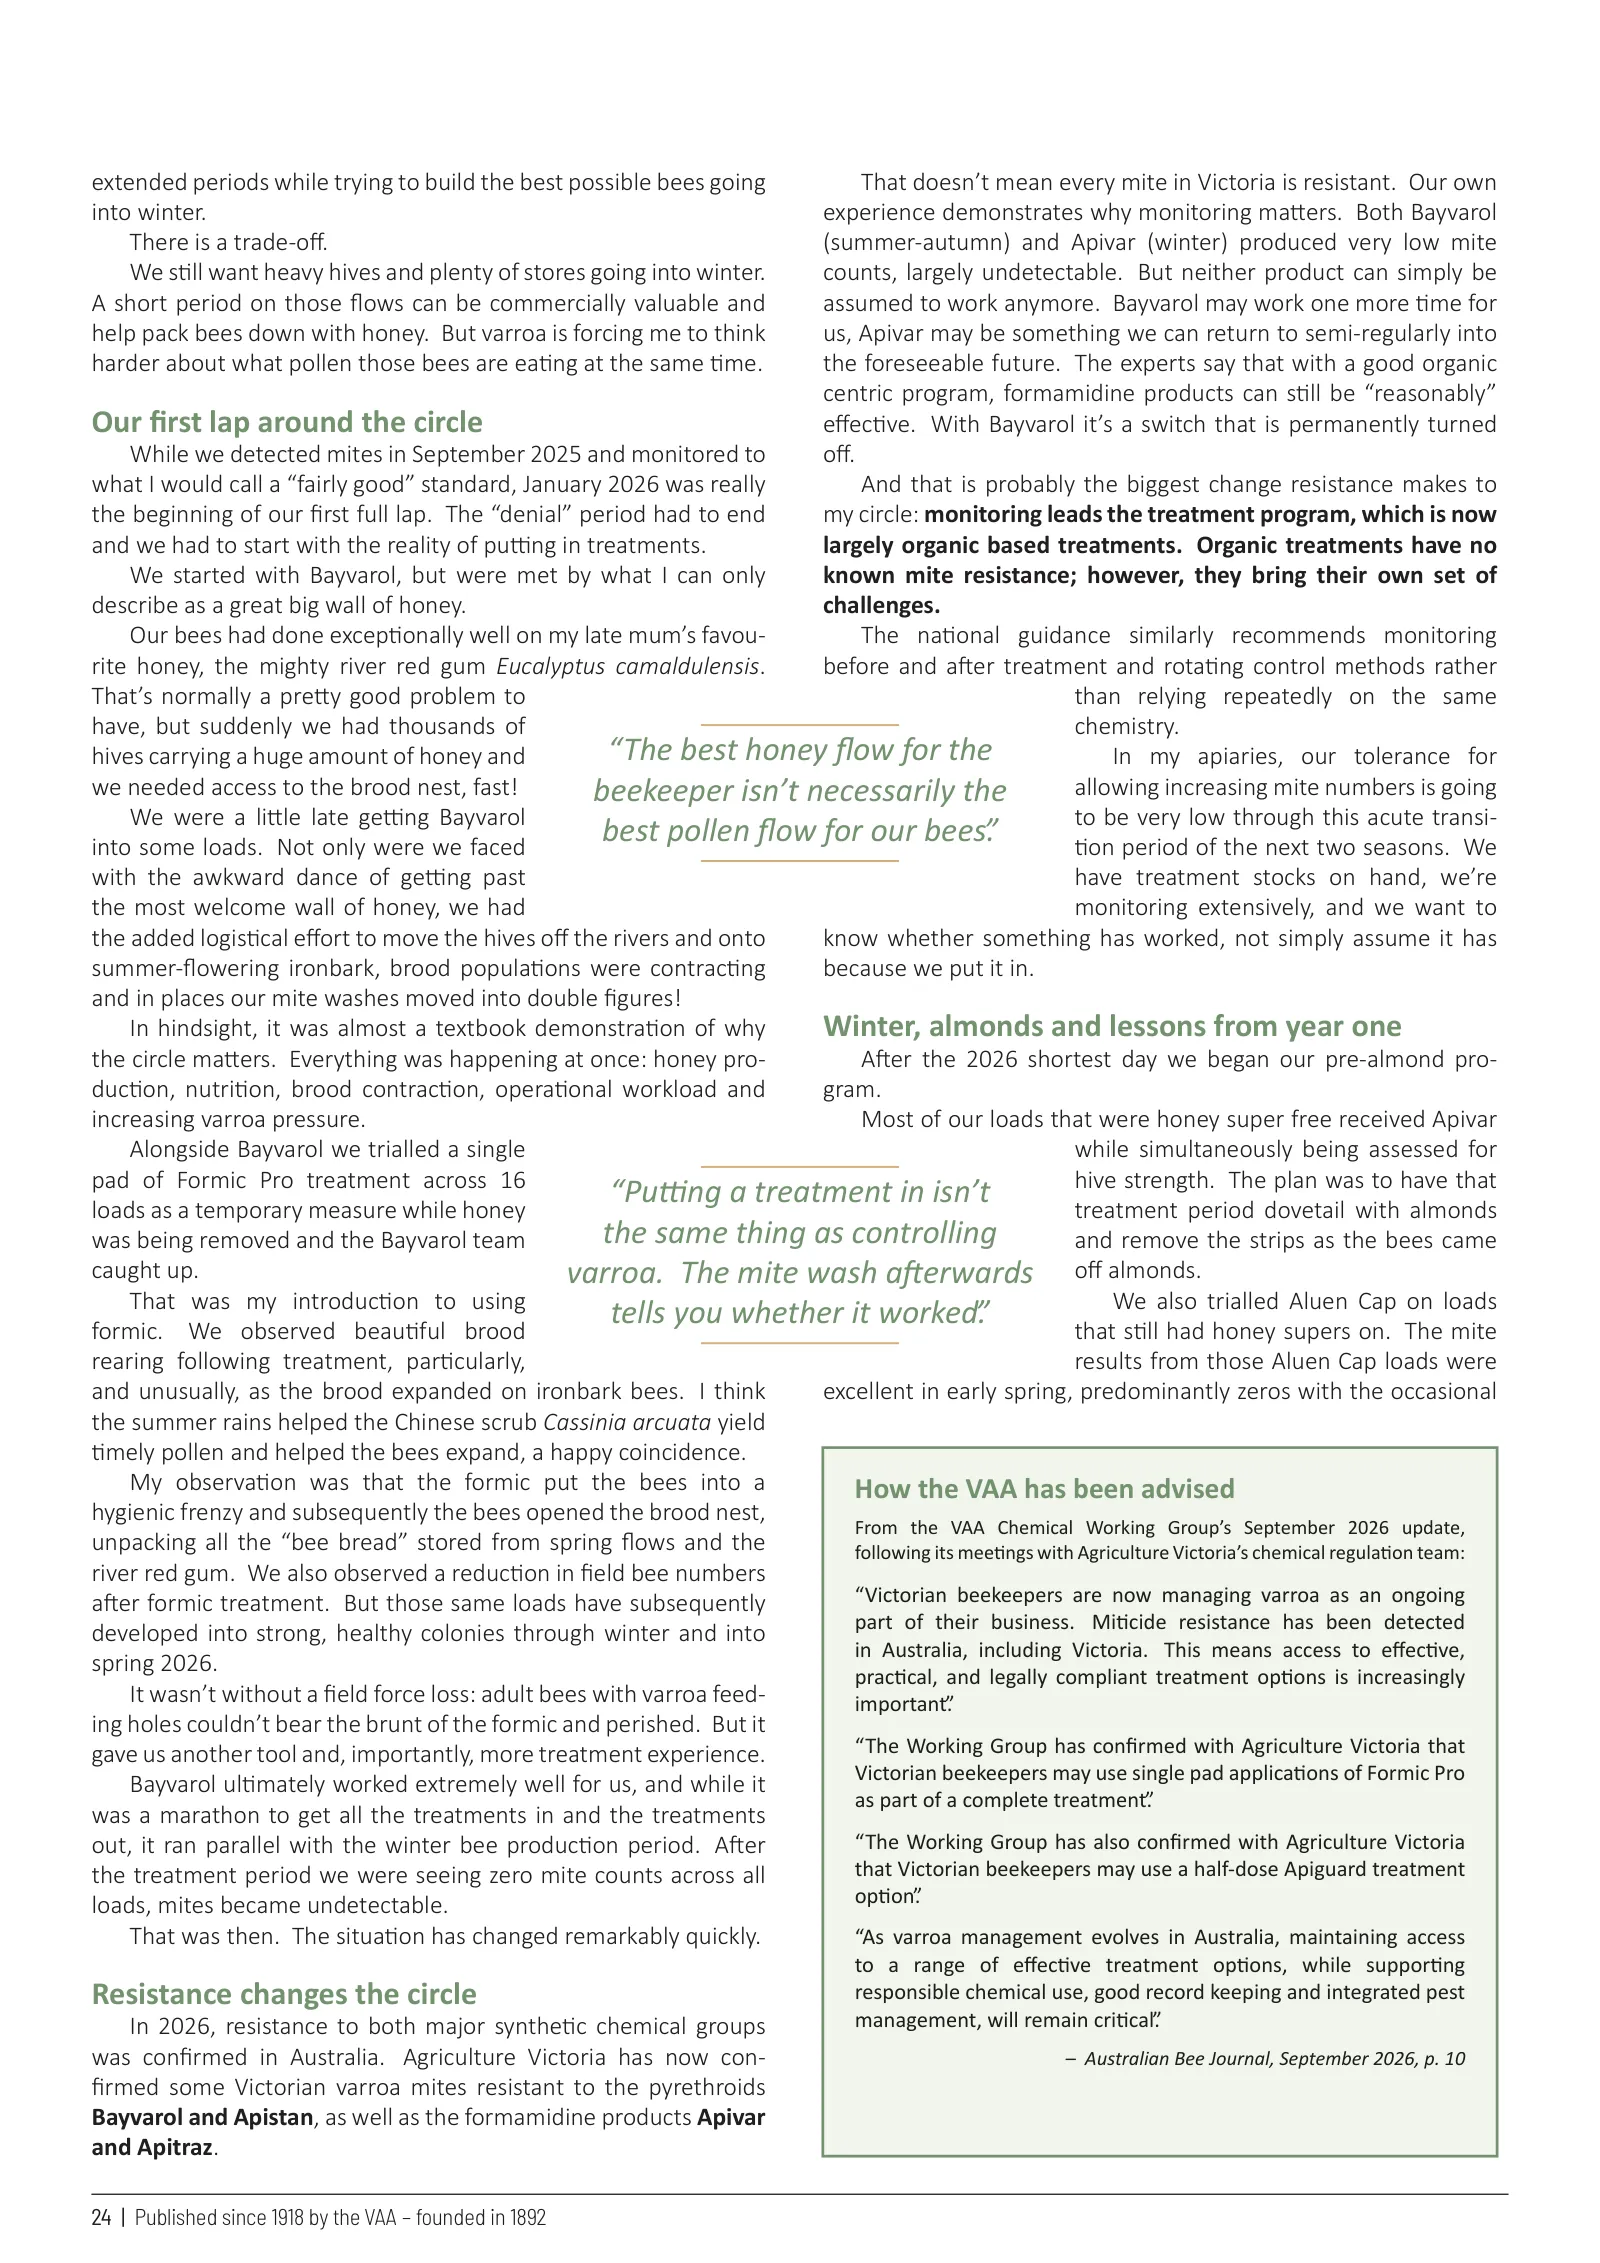 extended periods while trying to build the best possible bees going
into winter.
There is a trade-off.
We still want heavy hives and plenty of stores going into winter.
A short period on those flows can be commercially valuable and
help pack bees down with honey.  But varroa is forcing me to think
harder about what pollen those bees are eating at the same time.
Our first lap around the circle
While we detected mites in September 2025 and monitored to
what I would call a “fairly good” standard, January 2026 was really
the beginning of our first full lap.  The “denial” period had to end
and we had to start with the reality of putting in treatments.
We started with Bayvarol, but were met by what I can only
describe as a great big wall of honey.
Our bees had done exceptionally well on my late mum’s favou-
rite honey, the mighty river red gum Eucalyptus camaldulensis.
That’s normally a pretty good problem to
have, but suddenly we had thousands of
hives carrying a huge amount of honey and
we needed access to the brood nest, fast!
We were a little late getting Bayvarol
into some loads.  Not only were we faced
with the awkward dance of getting past
the most welcome wall of honey, we had
the added logistical effort to move the hives off the rivers and onto
summer-flowering ironbark, brood populations were contracting
and in places our mite washes moved into double figures!
In hindsight, it was almost a textbook demonstration of why
the circle matters.  Everything was happening at once: honey pro-
duction, nutrition, brood contraction, operational workload and
increasing varroa pressure.
Alongside Bayvarol we trialled a single
pad of Formic Pro treatment across 16
loads as a temporary measure while honey
was being removed and the Bayvarol team
caught up.
That was my introduction to using
formic.  We observed beautiful brood
rearing following treatment, particularly,
and unusually, as the brood expanded on ironbark bees.  I think
the summer rains helped the Chinese scrub Cassinia arcuata yield
timely pollen and helped the bees expand, a happy coincidence.
My observation was that the formic put the bees into a
hygienic frenzy and subsequently the bees opened the brood nest,
unpacking all the “bee bread” stored from spring flows and the
river red gum.  We also observed a reduction in field bee numbers
after formic treatment.  But those same loads have subsequently
developed into strong, healthy colonies through winter and into
spring 2026.
It wasn’t without a field force loss: adult bees with varroa feed-
ing holes couldn’t bear the brunt of the formic and perished.  But it
gave us another tool and, importantly, more treatment experience.
Bayvarol ultimately worked extremely well for us, and while it
was a marathon to get all the treatments in and the treatments
out, it ran parallel with the winter bee production period.  After
the treatment period we were seeing zero mite counts across all
loads, mites became undetectable.
That was then.  The situation has changed remarkably quickly.
Resistance changes the circle
In 2026, resistance to both major synthetic chemical groups
was confirmed in Australia.  Agriculture Victoria has now con-
firmed some Victorian varroa mites resistant to the pyrethroids
Bayvarol and Apistan, as well as the formamidine products Apivar
and Apitraz.
“The best honey flow for the
beekeeper isn’t necessarily the
best pollen flow for our bees.”
“Putting a treatment in isn’t
the same thing as controlling
varroa.  The mite wash afterwards
tells you whether it worked.”
That doesn’t mean every mite in Victoria is resistant.  Our own
experience demonstrates why monitoring matters.  Both Bayvarol
(summer-autumn) and Apivar (winter) produced very low mite
counts, largely undetectable.  But neither product can simply be
assumed to work anymore.  Bayvarol may work one more time for
us, Apivar may be something we can return to semi-regularly into
the foreseeable future.  The experts say that with a good organic
centric program, formamidine products can still be “reasonably”
effective.  With Bayvarol it’s a switch that is permanently turned
off.
And that is probably the biggest change resistance makes to
my circle: monitoring leads the treatment program, which is now
largely organic based treatments.  Organic treatments have no
known mite resistance; however, they bring their own set of
challenges.
The national guidance similarly recommends monitoring
before and after treatment and rotating control methods rather
than relying repeatedly on the same
chemistry.
In my apiaries, our tolerance for
allowing increasing mite numbers is going
to be very low through this acute transi-
tion period of the next two seasons.  We
have treatment stocks on hand, we’re
monitoring extensively, and we want to
know whether something has worked, not simply assume it has
because we put it in.
Winter, almonds and lessons from year one
After the 2026 shortest day we began our pre-almond pro-
gram.
Most of our loads that were honey super free received Apivar
while simultaneously being assessed for
hive strength.  The plan was to have that
treatment period dovetail with almonds
and remove the strips as the bees came
off almonds.
We also trialled Aluen Cap on loads
that still had honey supers on.  The mite
results from those Aluen Cap loads were
excellent in early spring, predominantly zeros with the occasional
How the VAA has been advised
From the VAA Chemical Working Group’s September 2026 update,
following its meetings with Agriculture Victoria’s chemical regulation team:
“Victorian beekeepers are now managing varroa as an ongoing
part of their business.  Miticide resistance has been detected
in Australia, including Victoria.  This means access to effective,
practical, and legally compliant treatment options is increasingly
important.”
“The Working Group has confirmed with Agriculture Victoria that
Victorian beekeepers may use single pad applications of Formic Pro
as part of a complete treatment.”
“The Working Group has also confirmed with Agriculture Victoria
that Victorian beekeepers may use a half-dose Apiguard treatment
option.”
“As varroa management evolves in Australia, maintaining access
to a range of effective treatment options, while supporting
responsible chemical use, good record keeping and integrated pest
management, will remain critical.”
– Australian Bee Journal, September 2026, p. 10
24 | Published since 1918 by the VAA – founded in 1892